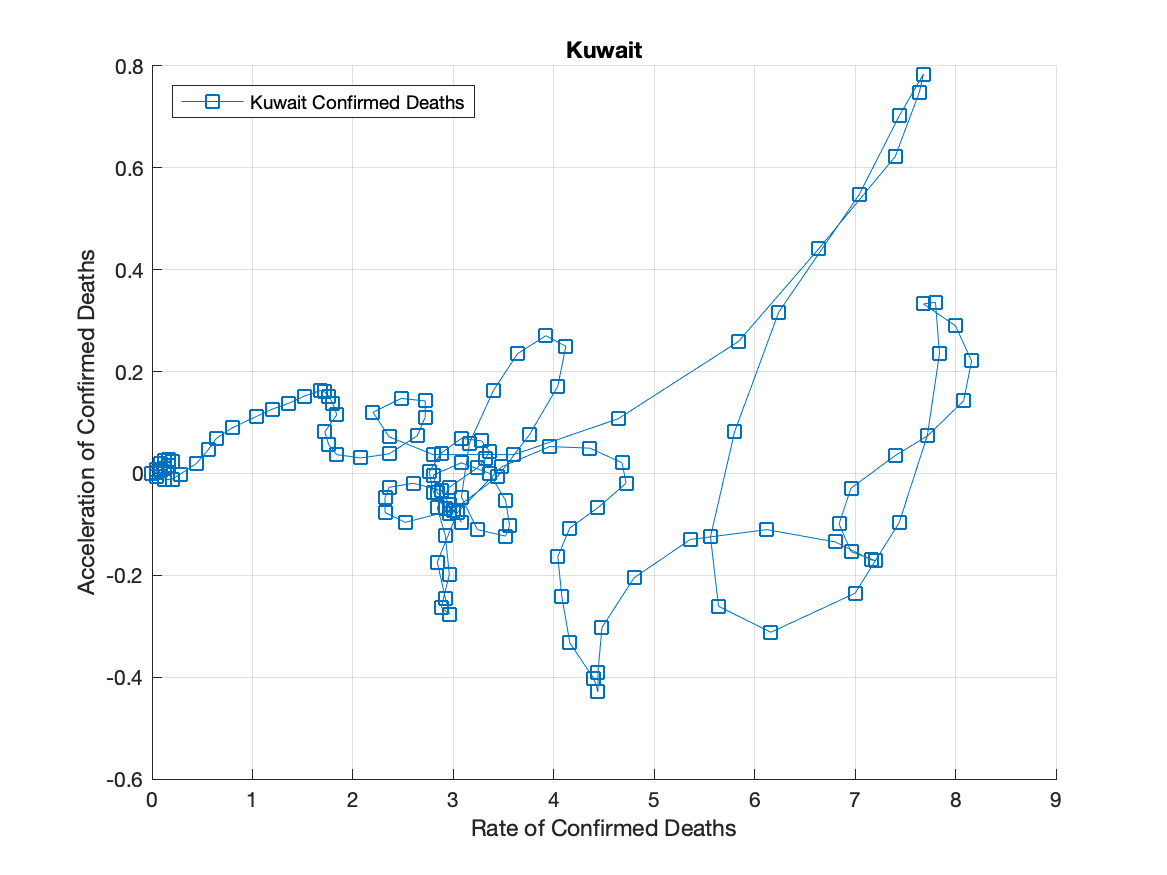 Kuwait
Kuwait Confirmed Deaths
Acceleration of Confirmed Deaths
0.8
0.6
0.4
0.2
0
-0.2
-0.4
-0.6
0 1 2 3 4 5 6 7 8 9
Rate of Confirmed Deaths